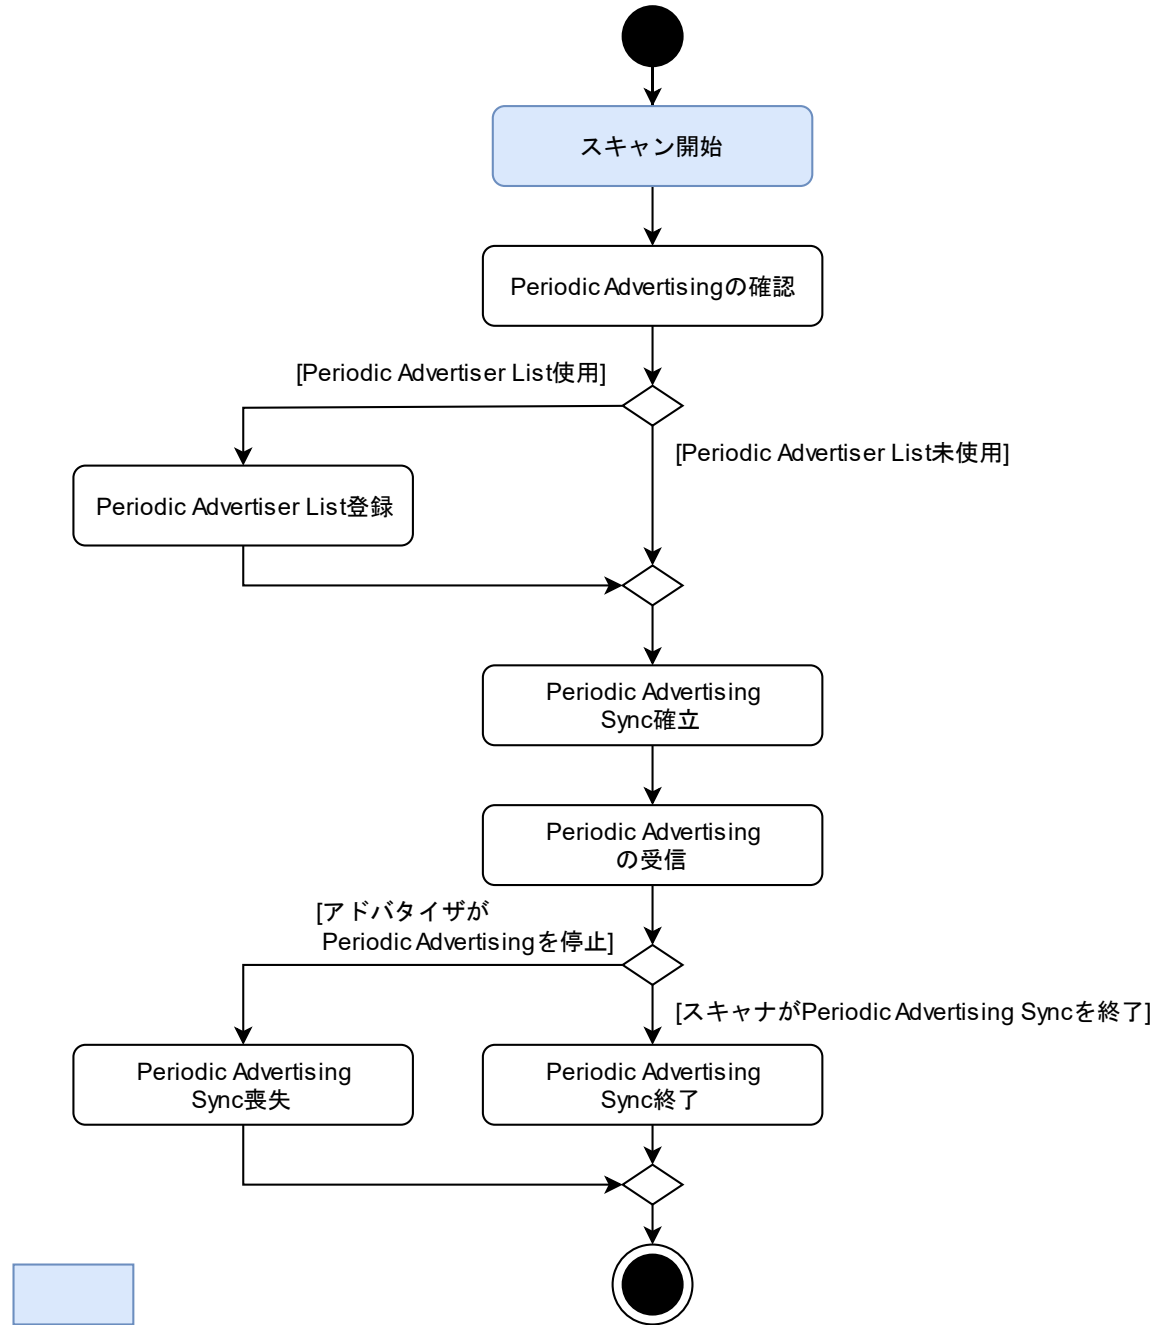 スキャン開始
Periodic Advertisingの確認
[Periodic Advertiser List使用]
[Periodic Advertiser List未使用]
Periodic Advertiser List登録
Periodic Advertising
Sync確立
Periodic Advertising
の受信
[アドバタイザが
Periodic Advertisingを停止]
[スキャナがPeriodic Advertising Syncを終了]
Periodic Advertising
Sync喪失
Periodic Advertising
Sync終了